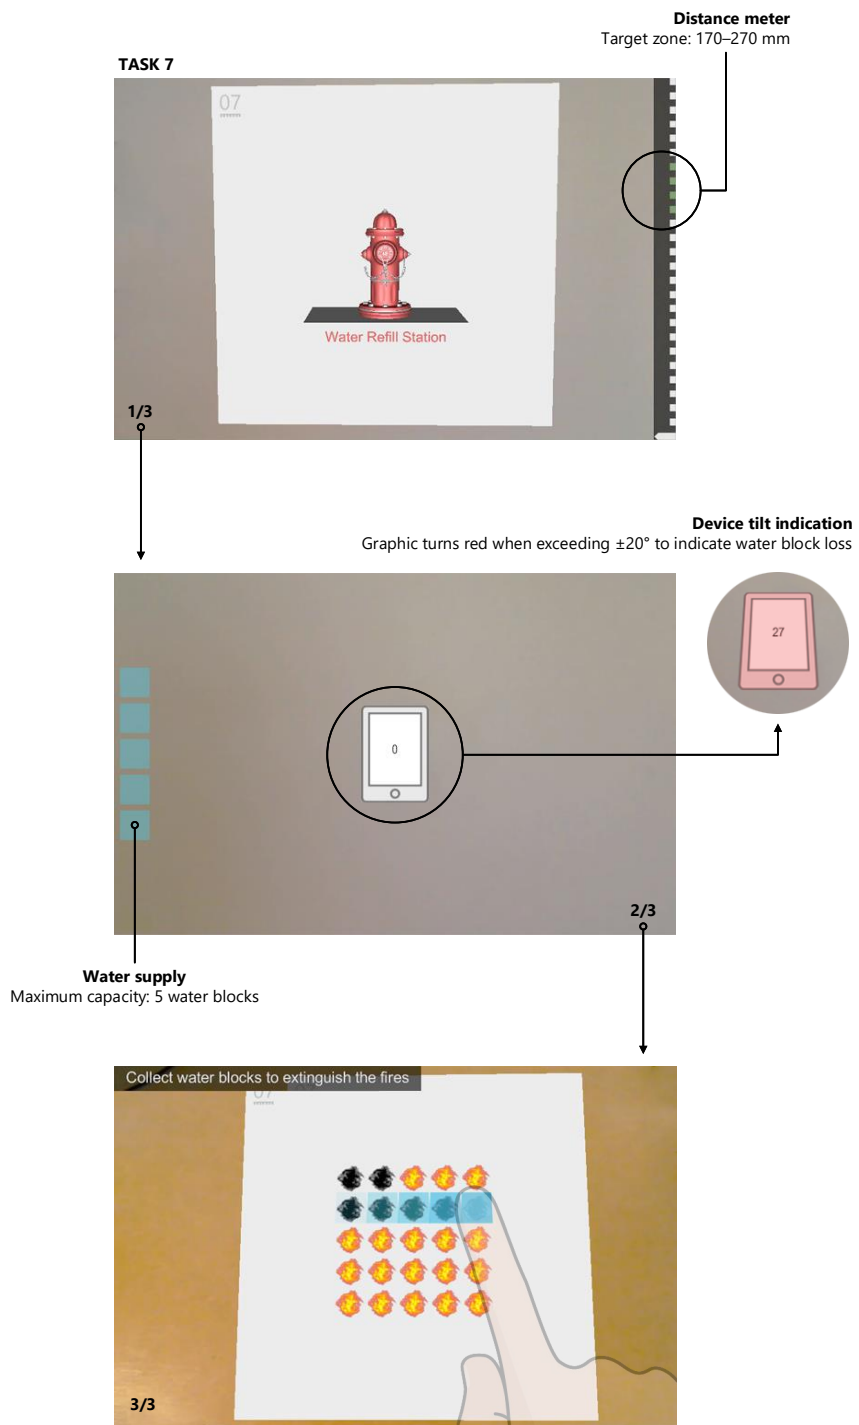 Distance meter
Target zone: 170–270 mm
TASK 7
07
Water Refill Station
1/3
Device tilt indication
Graphic turns red when exceeding ±20° to indicate water block loss
27
0
2/3
Water supply
Maximum capacity: 5 water blocks
Collect water blocks to extinguish the fires
07
3/3